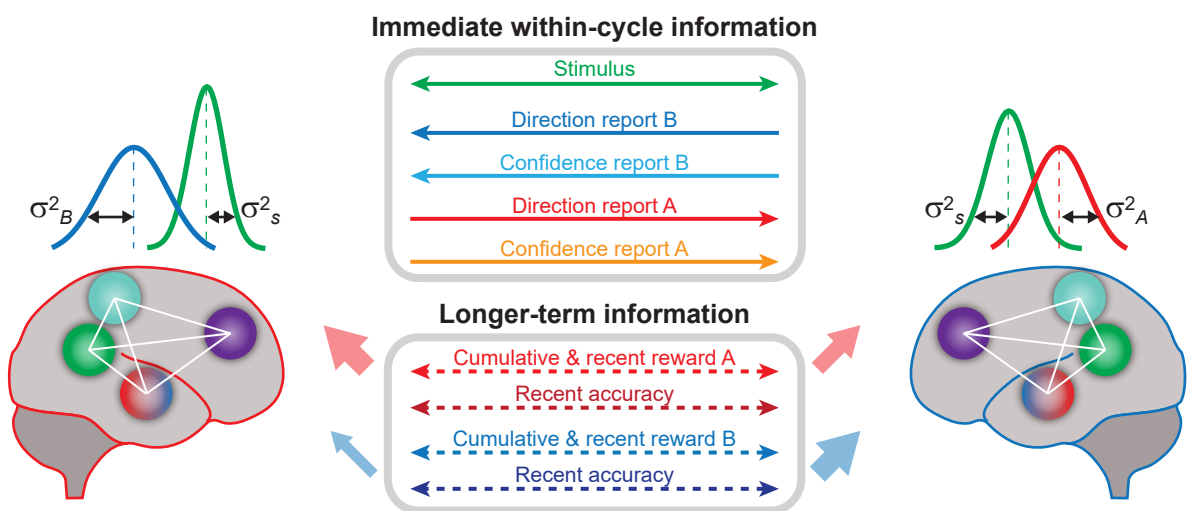 Immediate within-cycle information
Stimulus
Direction report B
Confidence report B
Direction report A
Confidence report A
σ²B
σ²s
σ²s
σ²A
Longer-term information
Cumulative & recent reward A
Recent accuracy
Cumulative & recent reward B
Recent accuracy